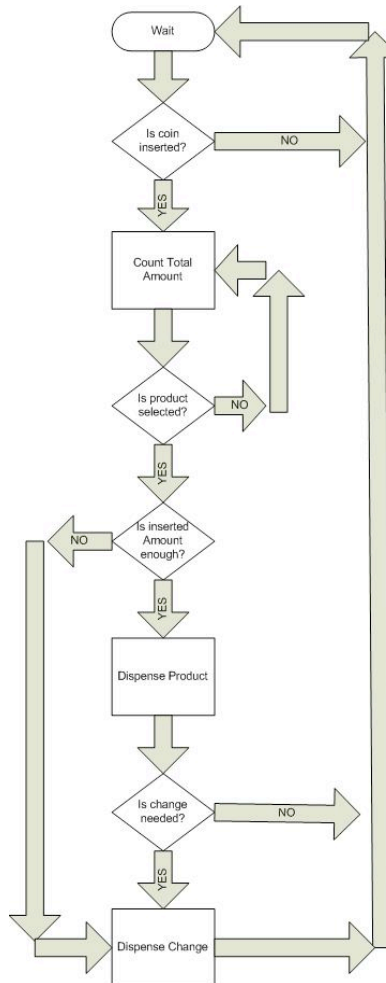 Wait
Is coin
inserted?
NO
YES
Count Total
Amount
Is product
selected?
NO
YES
Is inserted
Amount
enough?
NO
YES
Dispense Product
Is change
needed?
NO
YES
Dispense Change